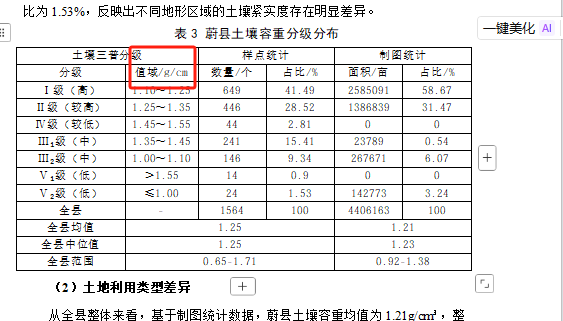 比为 1.53%，反映出不同地形区域的土壤紧实度存在明显差异。
一键美化 AI
表 3 蔚县土壤容重分级分布
土壤三普分级 样点统计 制图统计
分级 值域/g/cm 数量/个 占比/% 面积/亩 占比/%
Ⅰ级（高） 1.10～1.25 649 41.49 2585091 58.67
Ⅱ级（较高） 1.25～1.35 446 28.52 1386839 31.47
Ⅳ级（较低） 1.45～1.55 44 2.81 0 0
Ⅲ₁级（中） 1.35～1.45 241 15.41 23789 0.54
Ⅲ₂级（中） 1.00～1.10 146 9.34 267671 6.07
Ⅴ₁级（低） ＞1.55 14 0.9 0 0
Ⅴ₂级（低） ≤1.00 24 1.53 142773 3.24
全县 - 1564 100 4406163 100
全县均值 1.25 1.21
全县中位值 1.25 1.23
全县范围 0.65-1.71 0.92-1.38
（2）土地利用类型差异
从全县整体来看，基于制图统计数据，蔚县土壤容重均值为 1.21g/cm³，整